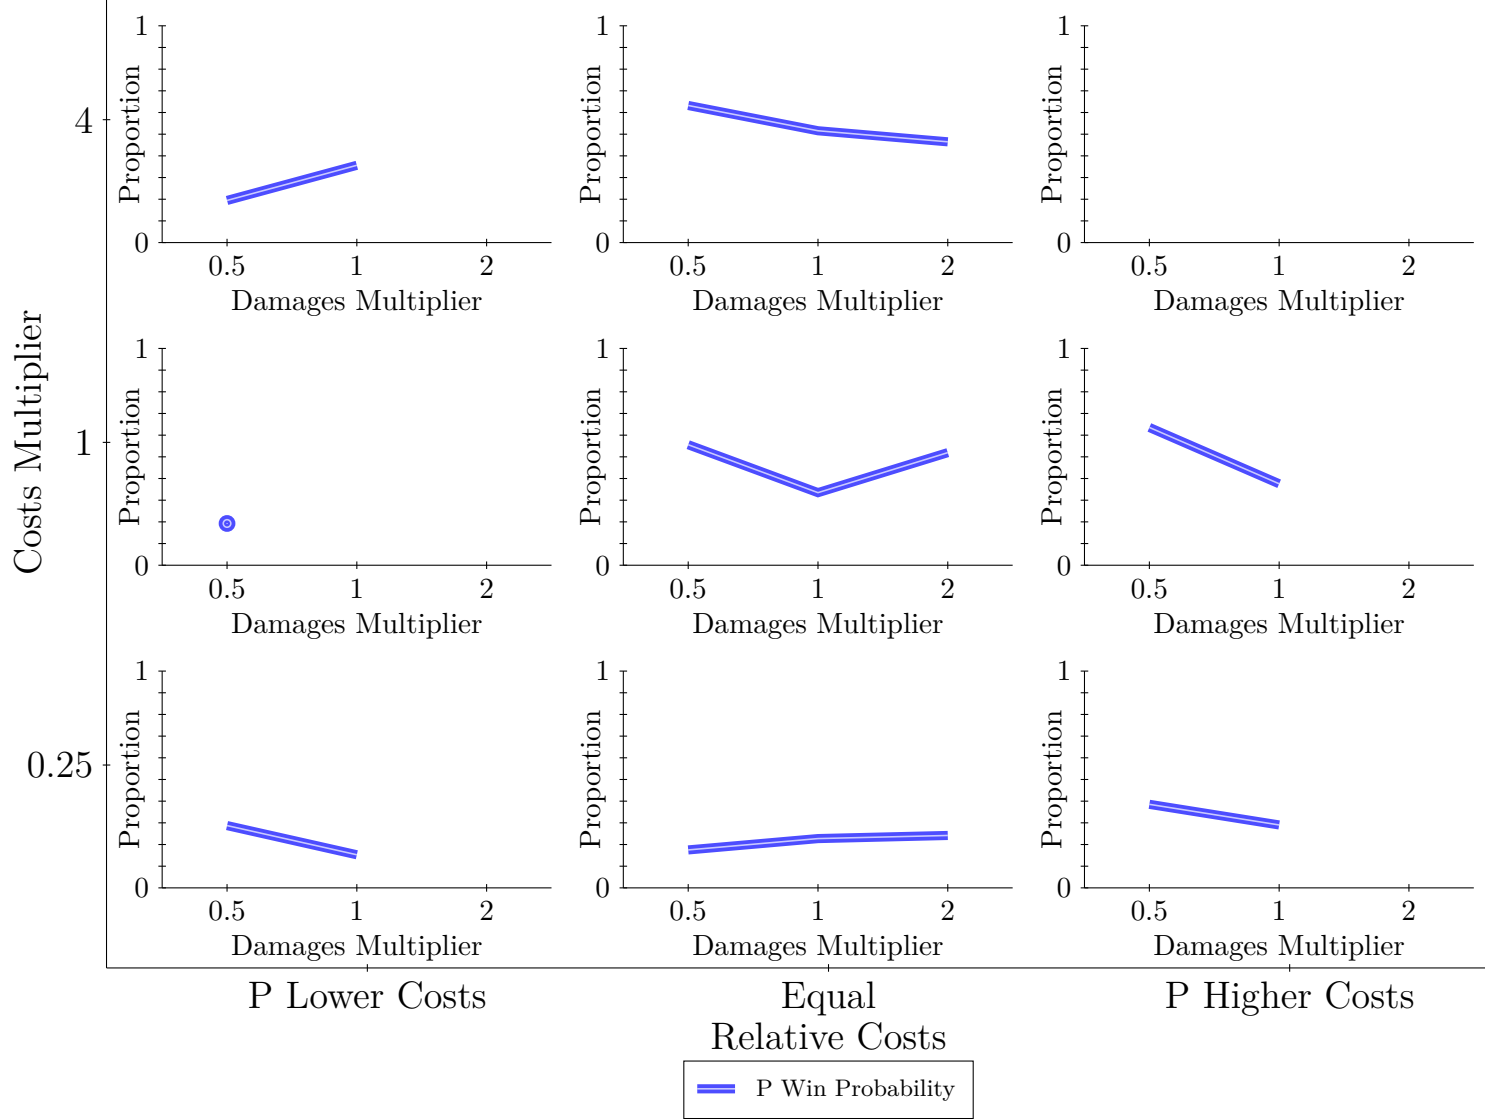 1
1
1
Proportion
Proportion
Proportion
4
0
0
0
0.5 1 2
0.5 1 2
0.5 1 2
Damages Multiplier
Damages Multiplier
Damages Multiplier
1
1
1
Proportion
Proportion
Proportion
Costs Multiplier
1
0
0
0
0.5 1 2
0.5 1 2
0.5 1 2
Damages Multiplier
Damages Multiplier
Damages Multiplier
1
1
1
Proportion
Proportion
Proportion
0.25
0
0
0
0.5 1 2
0.5 1 2
0.5 1 2
Damages Multiplier
Damages Multiplier
Damages Multiplier
P Lower Costs
Equal
P Higher Costs
Relative Costs
P Win Probability